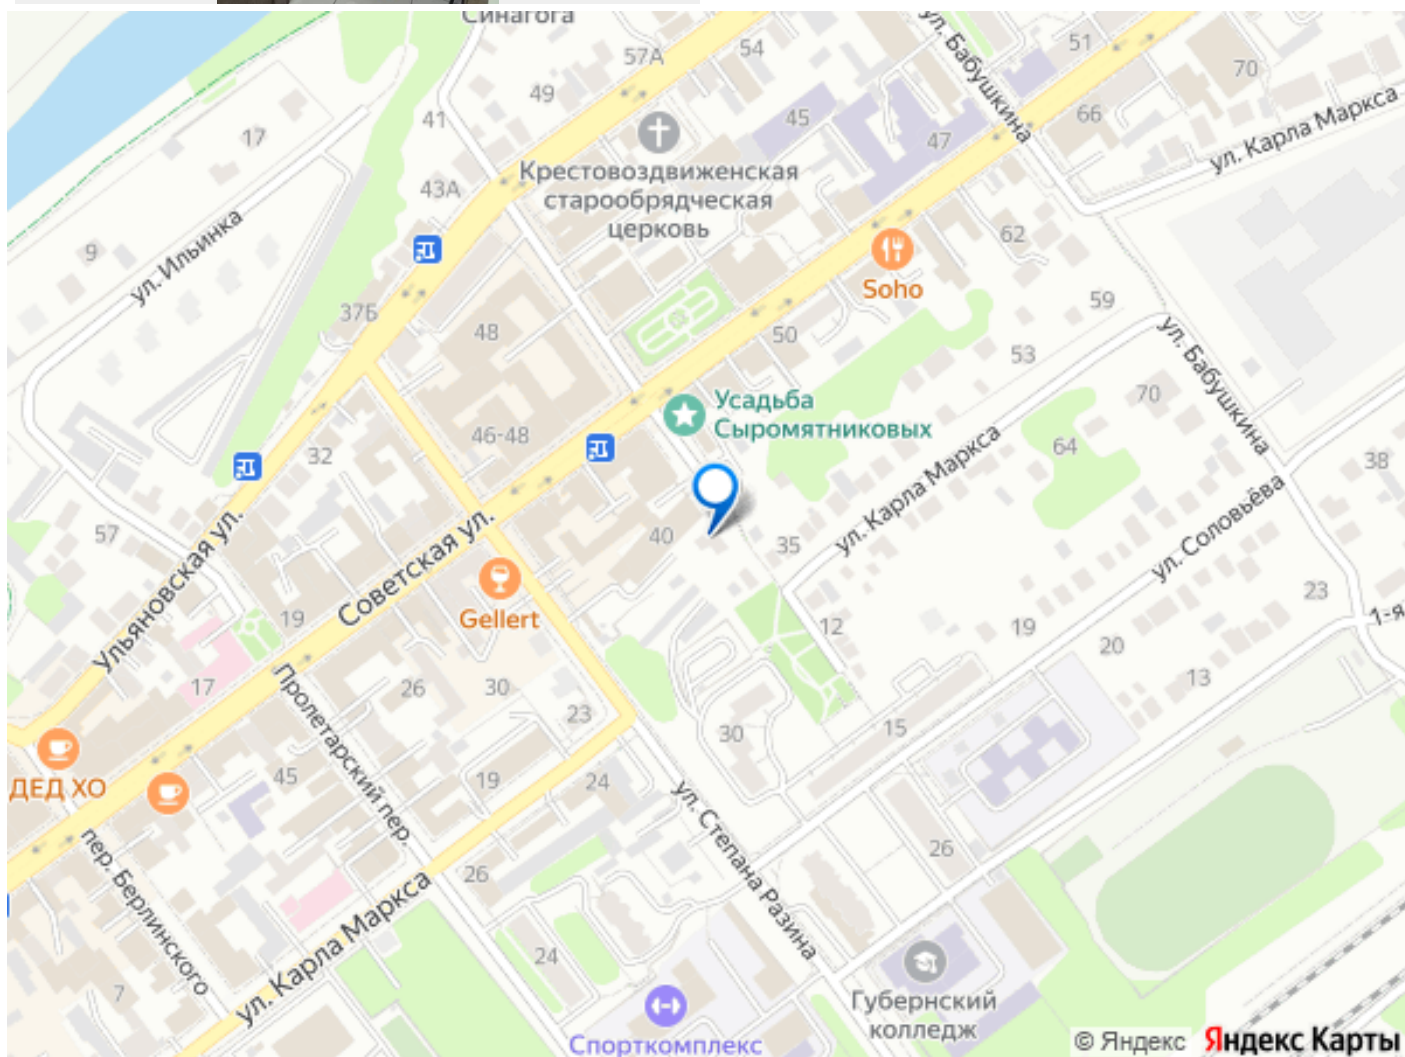 Синагога
57А
54
ул. Бабушкина
51
70
49
17
41
45
66
47
ул. Карла Маркса
Крестовоздвиженская
старообрядческая
церковь
43А
ул. Ильинка
9
62
Soho
59
37Б
48
50
53
ул. Бабушкина
70
Усадьба
Сыромятниковых
46-48
32
ул. Карла Маркса
64
38
57
Ульяновская ул.
Советская ул.
40
35
ул. Соловьёва
Gellert
19
23
1-я
12
19
20
17
Пролетарский пер.
26
30
23
13
30
15
ДЕД ХО
45
19
24
ул. Степана Разина
26
пер. Берлинского
26
ул. Карла Маркса
24
7
Губернский
колледж
Спорткомплекс
© Яндекс Яндекс Карты